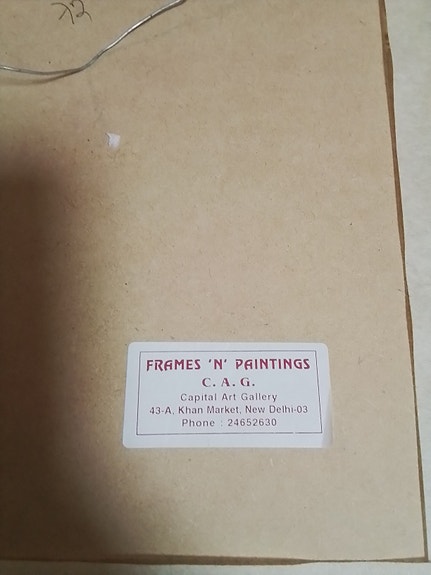 FRAMES 'N' PAINTINGS
C. A. G.
Capital Art Gallery
43-A, Khan Market, New Delhi-03
Phone : 24652630